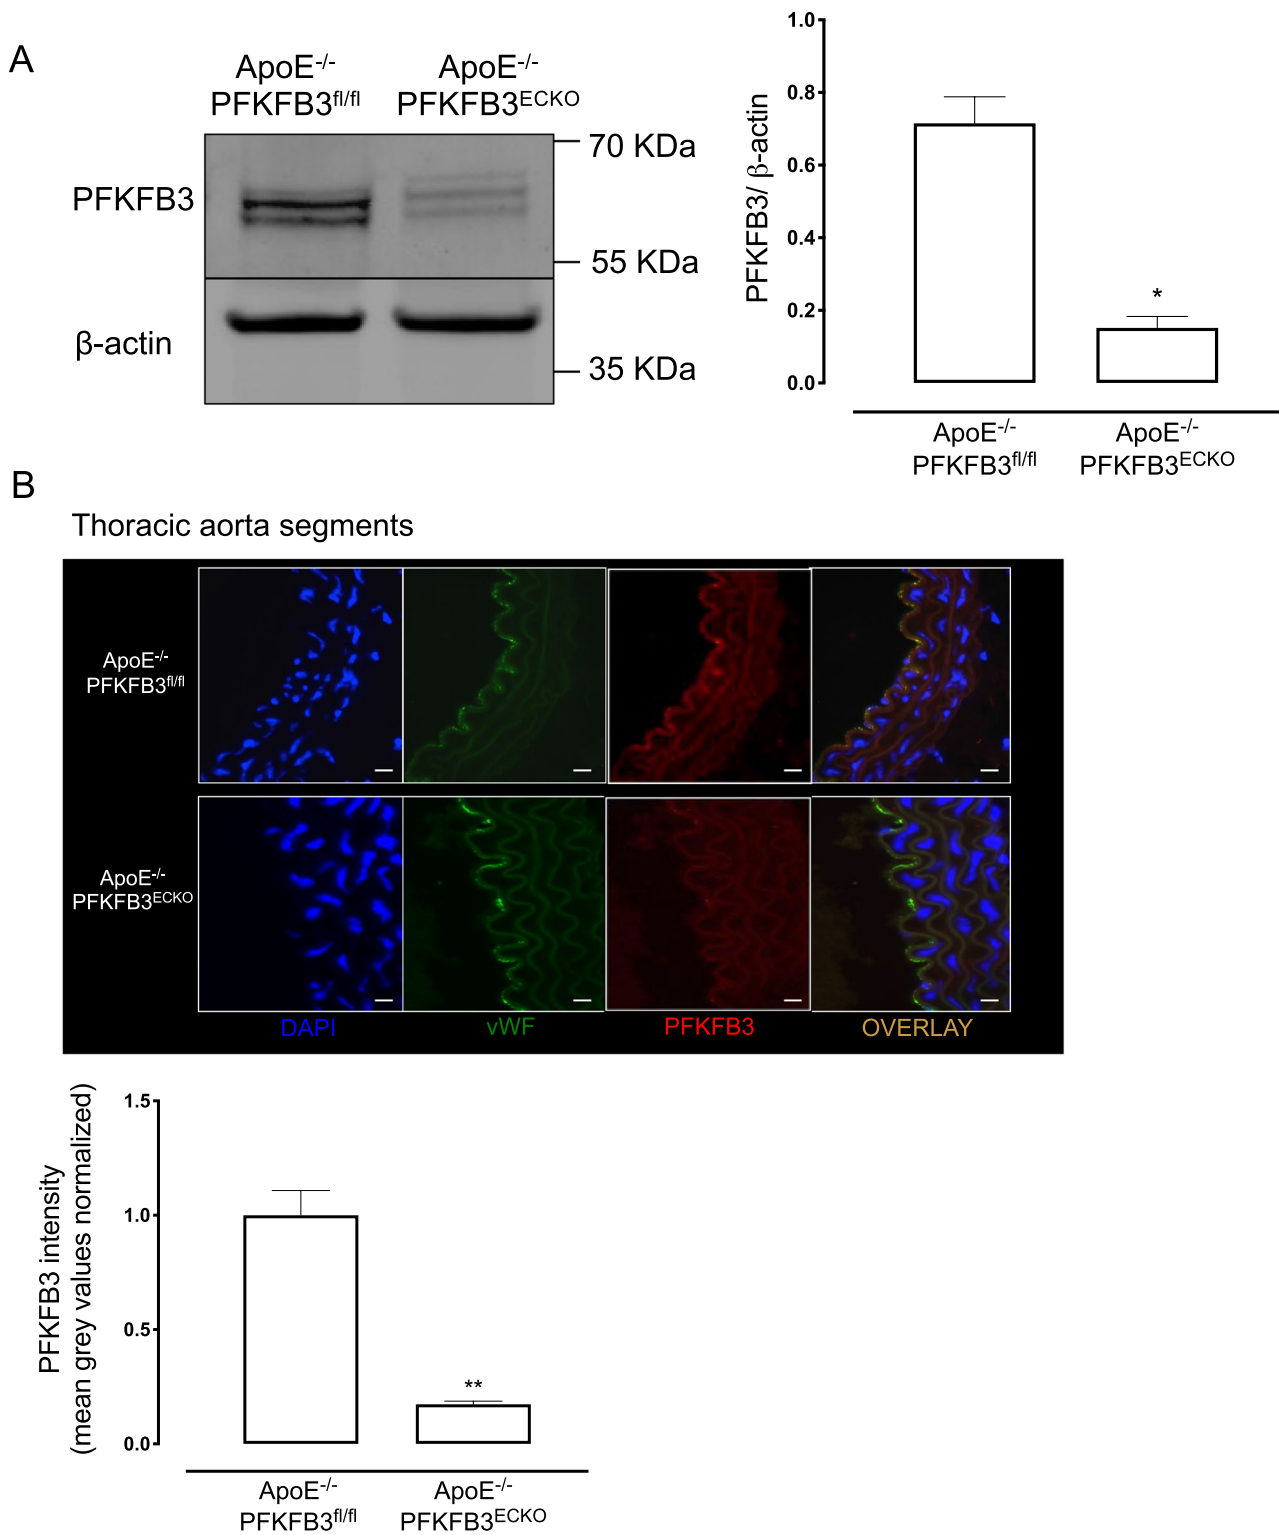 A
ApoE-/-
PFKFB3fl/fl
ApoE-/-
PFKFB3ECKO
PFKFB3
70 KDa
55 KDa
β-actin
35 KDa
PFKFB3/ β-actin
1.0
0.8
0.6
0.4
0.2
0.0
*
ApoE-/-
PFKFB3fl/fl
ApoE-/-
PFKFB3ECKO
B
Thoracic aorta segments
ApoE-/-
PFKFB3fl/fl
ApoE-/-
PFKFB3ECKO
DAPI
vWF
PFKFB3
OVERLAY
PFKFB3 intensity
(mean grey values normalized)
1.5
1.0
0.5
0.0
**
ApoE-/-
PFKFB3fl/fl
ApoE-/-
PFKFB3ECKO